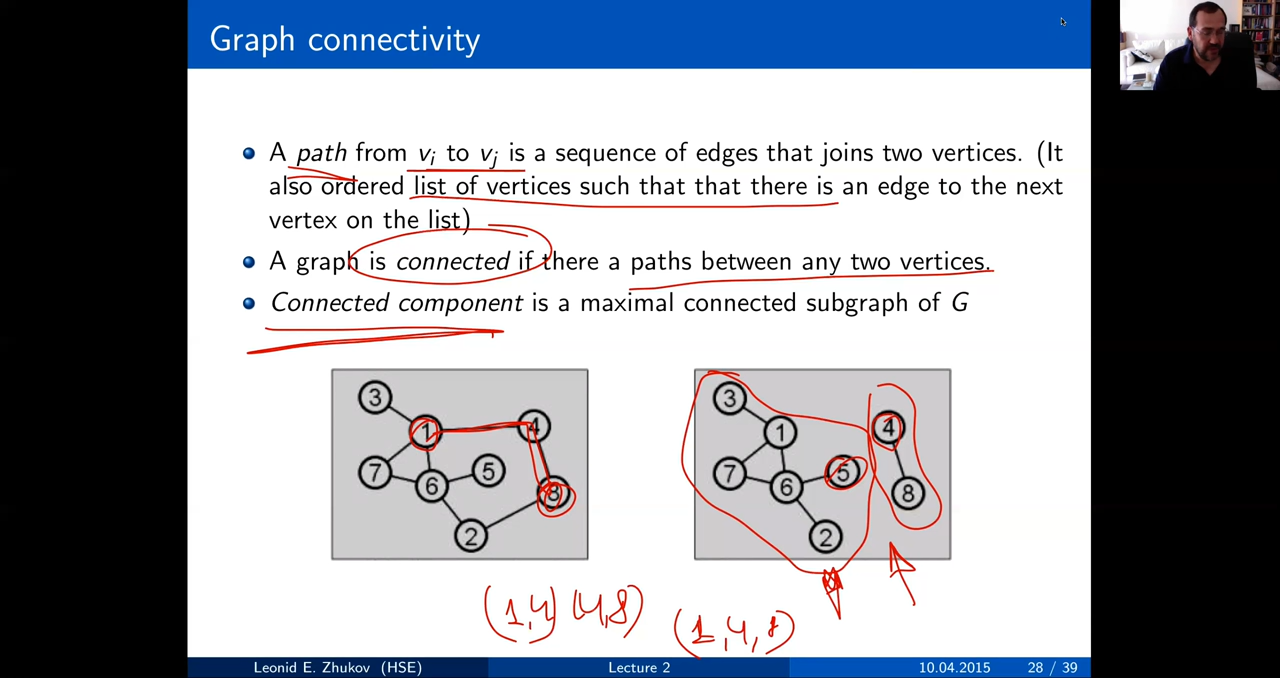 Graph connectivity
A path from vi to vj is a sequence of edges that joins two vertices. (It
also ordered list of vertices such that that there is an edge to the next
vertex on the list)
A graph is connected if there a paths between any two vertices.
Connected component is a maximal connected subgraph of G
3
1
4
7
6
5
8
2
3
1
4
7
6
5
8
2
(1,4) (4,8)
(1,4,8)
Leonid E. Zhukov (HSE) Lecture 2 10.04.2015 28 / 39